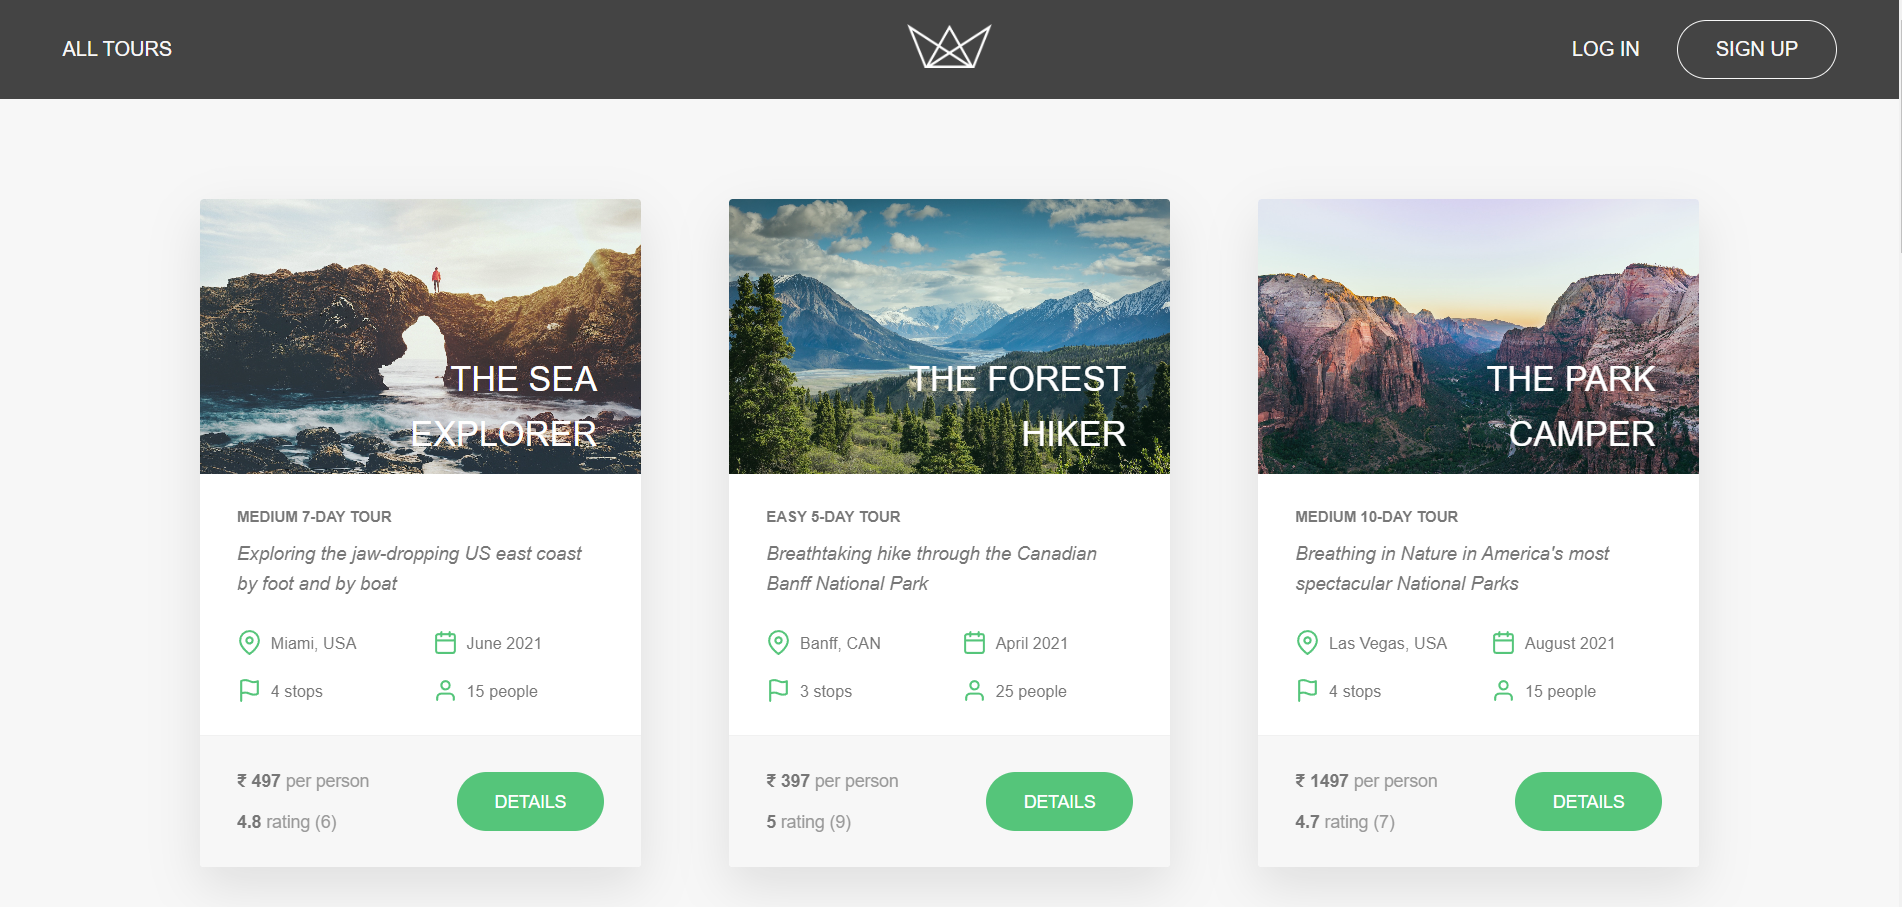 ALL TOURS
LOG IN
SIGN UP
THE SEA
EXPLORER
MEDIUM 7-DAY TOUR
Exploring the jaw-dropping US east coast
by foot and by boat
Miami, USA
June 2021
4 stops
15 people
₹ 497 per person
4.8 rating (6)
DETAILS
THE FOREST
HIKER
EASY 5-DAY TOUR
Breathtaking hike through the Canadian
Banff National Park
Banff, CAN
April 2021
3 stops
25 people
₹ 397 per person
5 rating (9)
DETAILS
THE PARK
CAMPER
MEDIUM 10-DAY TOUR
Breathing in Nature in America's most
spectacular National Parks
Las Vegas, USA
August 2021
4 stops
15 people
₹ 1497 per person
4.7 rating (7)
DETAILS